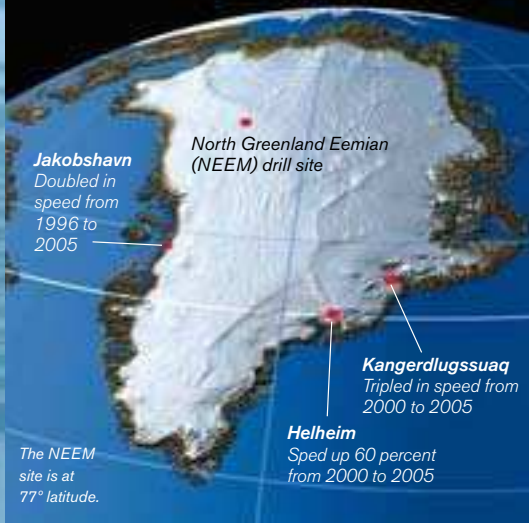 North Greenland Eemian
(NEEM) drill site
Jakobshavn
Doubled in
speed from
1996 to
2005
Kangerdlugssuaq
Tripled in speed from
2000 to 2005
Helheim
Sped up 60 percent
from 2000 to 2005
The NEEM
site is at
77° latitude.